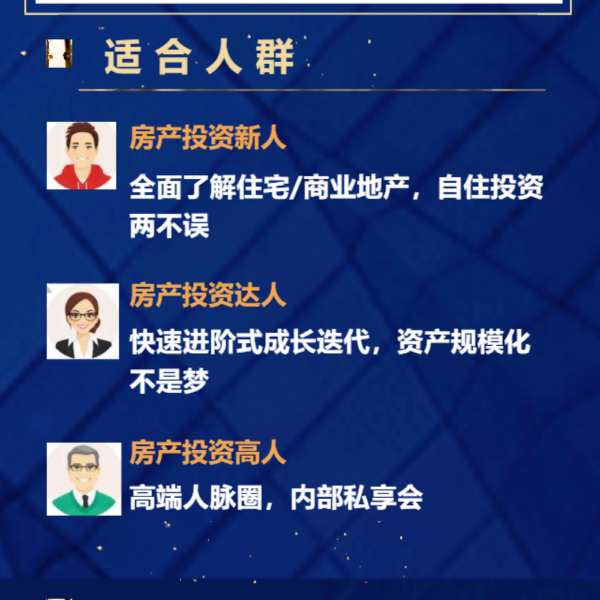 适合人群
房产投资新人
全面了解住宅/商业地产，自住投资
两不误
房产投资达人
快速进阶式成长迭代，资产规模化
不是梦
房产投资高人
高端人脉圈，内部私享会